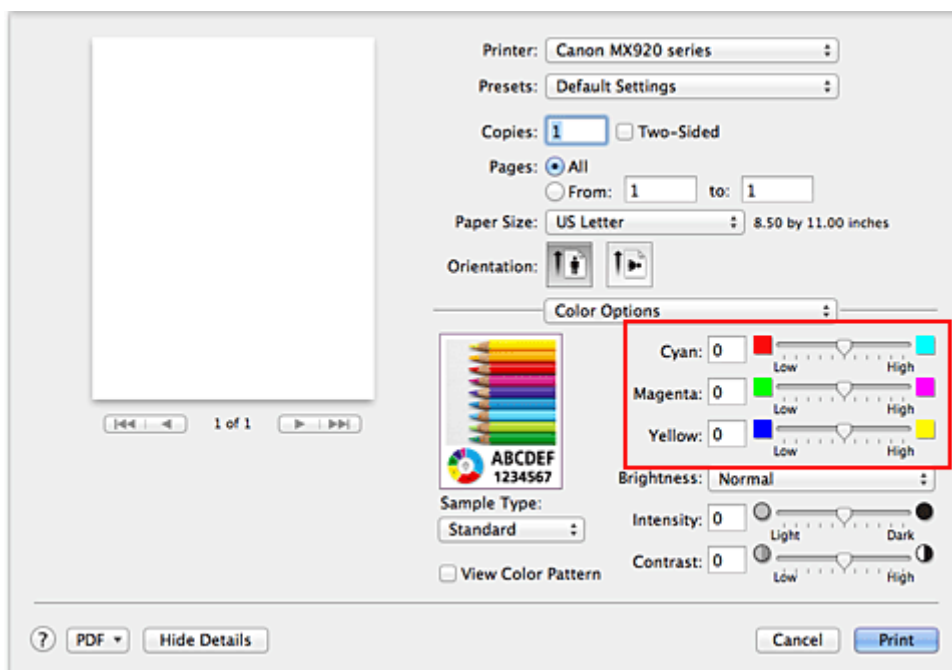 Printer: Canon MX920 series
Presets: Default Settings
Copies: 1 Two-Sided
Pages: All
From: 1 to: 1
Paper Size: US Letter 8.50 by 11.00 inches
Orientation:
Color Options
Cyan: 0
Low High
Magenta: 0
Low High
Yellow: 0
Low High
1 of 1
ABCDEF
1234567
Sample Type:
Standard
View Color Pattern
Brightness: Normal
Intensity: 0
Light Dark
Contrast: 0
Low High
? PDF Hide Details Cancel Print